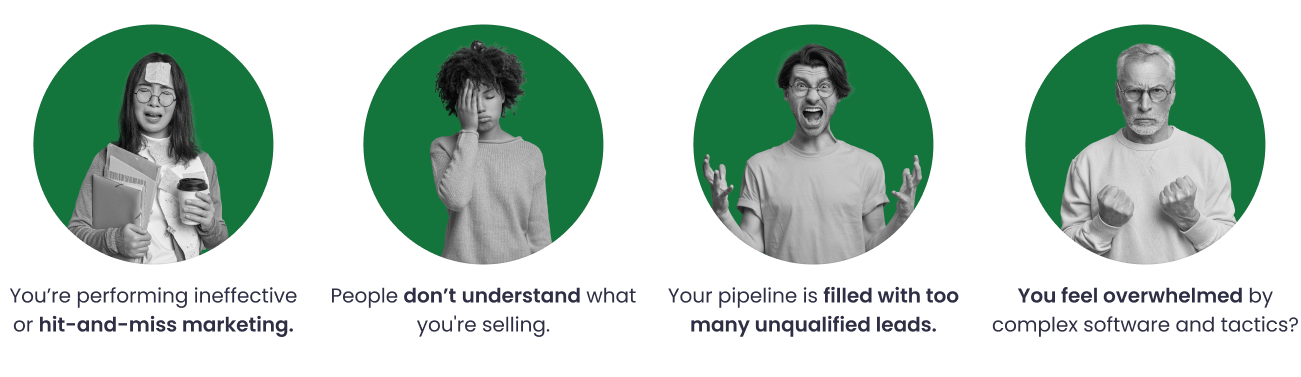 You’re performing ineffective
or hit-and-miss marketing.
People don’t understand what
you're selling.
Your pipeline is filled with too
many unqualified leads.
You feel overwhelmed by
complex software and tactics?